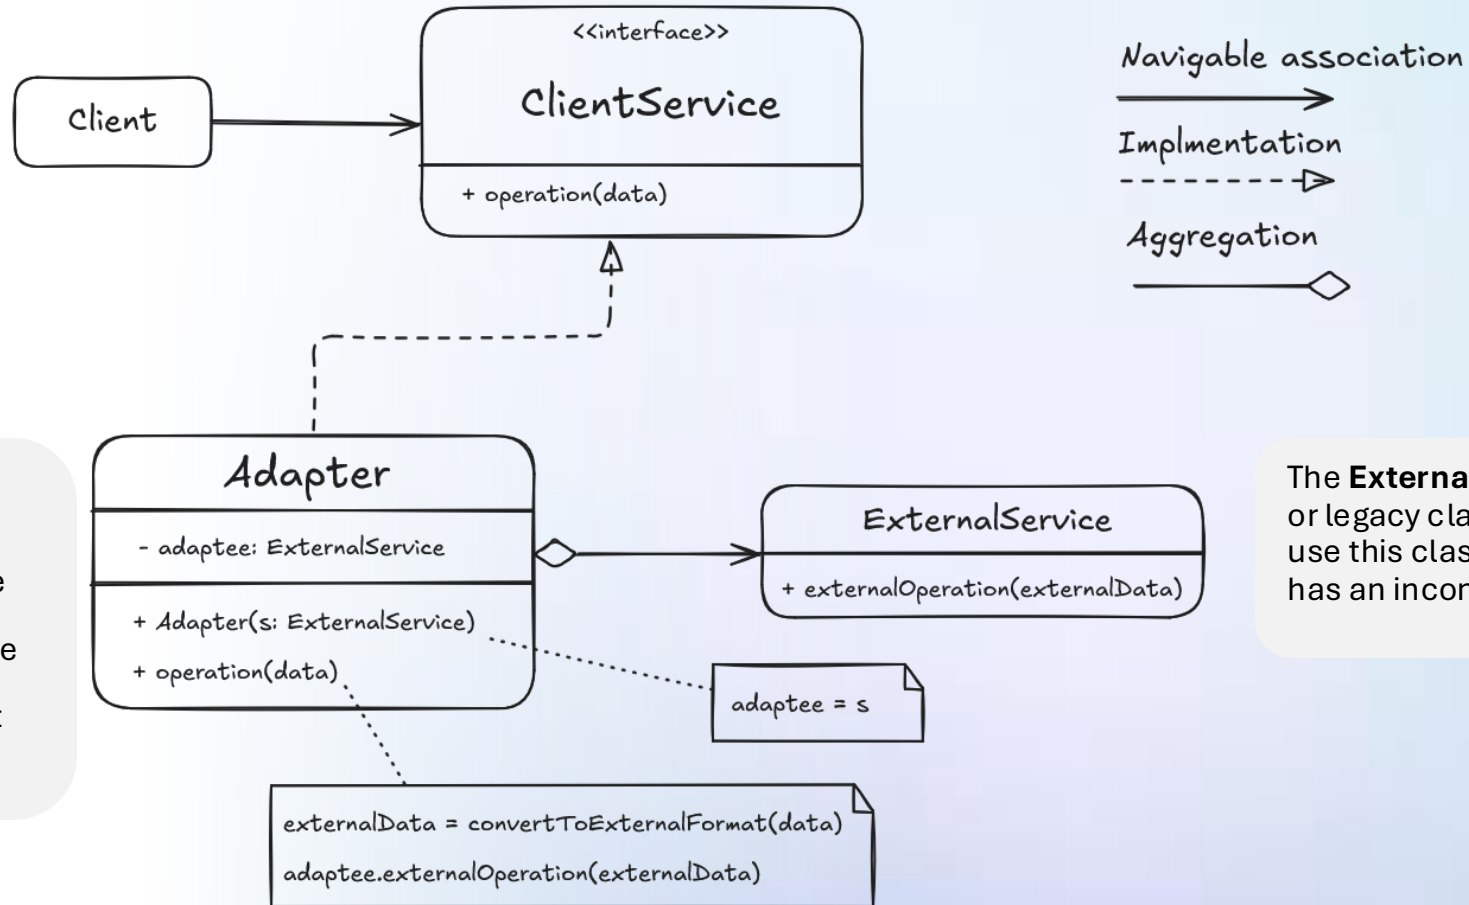 <<interface>>
ClientService
+ operation(data)
Client
Navigable association
Implmentation
Aggregation
Adapter
- adaptee: ExternalService
+ Adapter(s: ExternalService)
+ operation(data)
ExternalService
+ externalOperation(externalData)
adaptee = s
externalData = convertToExternalFormat(data)
adaptee.externalOperation(externalData)
The
or legacy
use this
has an